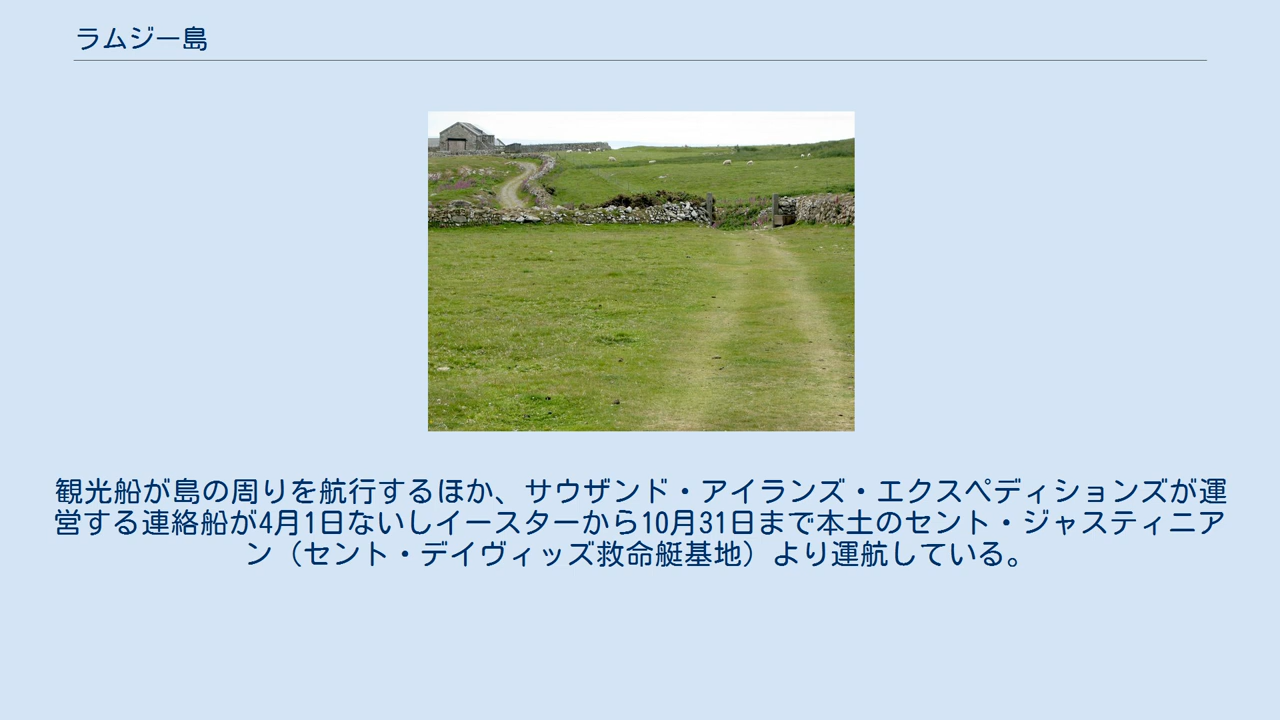 ラムジー島
観光船が島の周りを航行するほか、サウザンド・アイランズ・エクスペディションズが運
営する連絡船が4月1日ないしイースターから10月31日まで本土のセント・ジャスティニア
ン（セント・デイヴィッズ救命艇基地）より運航している。